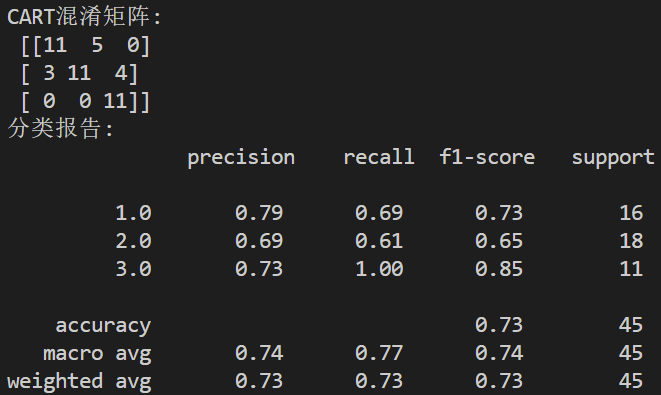 CART混淆矩阵:
[[11 5 0]
[ 3 11 4]
[ 0 0 11]]
分类报告:
precision recall f1-score support
1.0 0.79 0.69 0.73 16
2.0 0.69 0.61 0.65 18
3.0 0.73 1.00 0.85 11
accuracy 0.73 45
macro avg 0.74 0.77 0.74 45
weighted avg 0.73 0.73 0.73 45